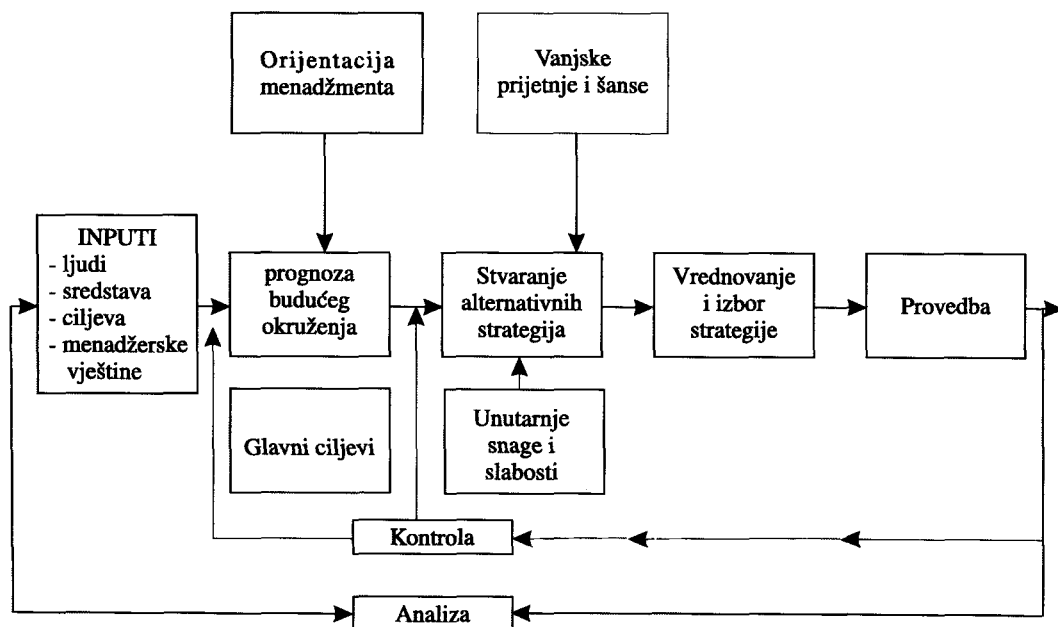 Orijentacija
menadžmenta
Vanjske
prijetnje i šanse
INPUTI
- ljudi
- sredstava
- ciljeva
- menadžerske
vještine
prognoza
budućeg
okruženja
Stvaranje
alternativnih
strategija
Vrednovanje
i izbor
strategije
Provedba
Glavni ciljevi
Unutarnje
snage i
slabosti
Kontrola
Analiza